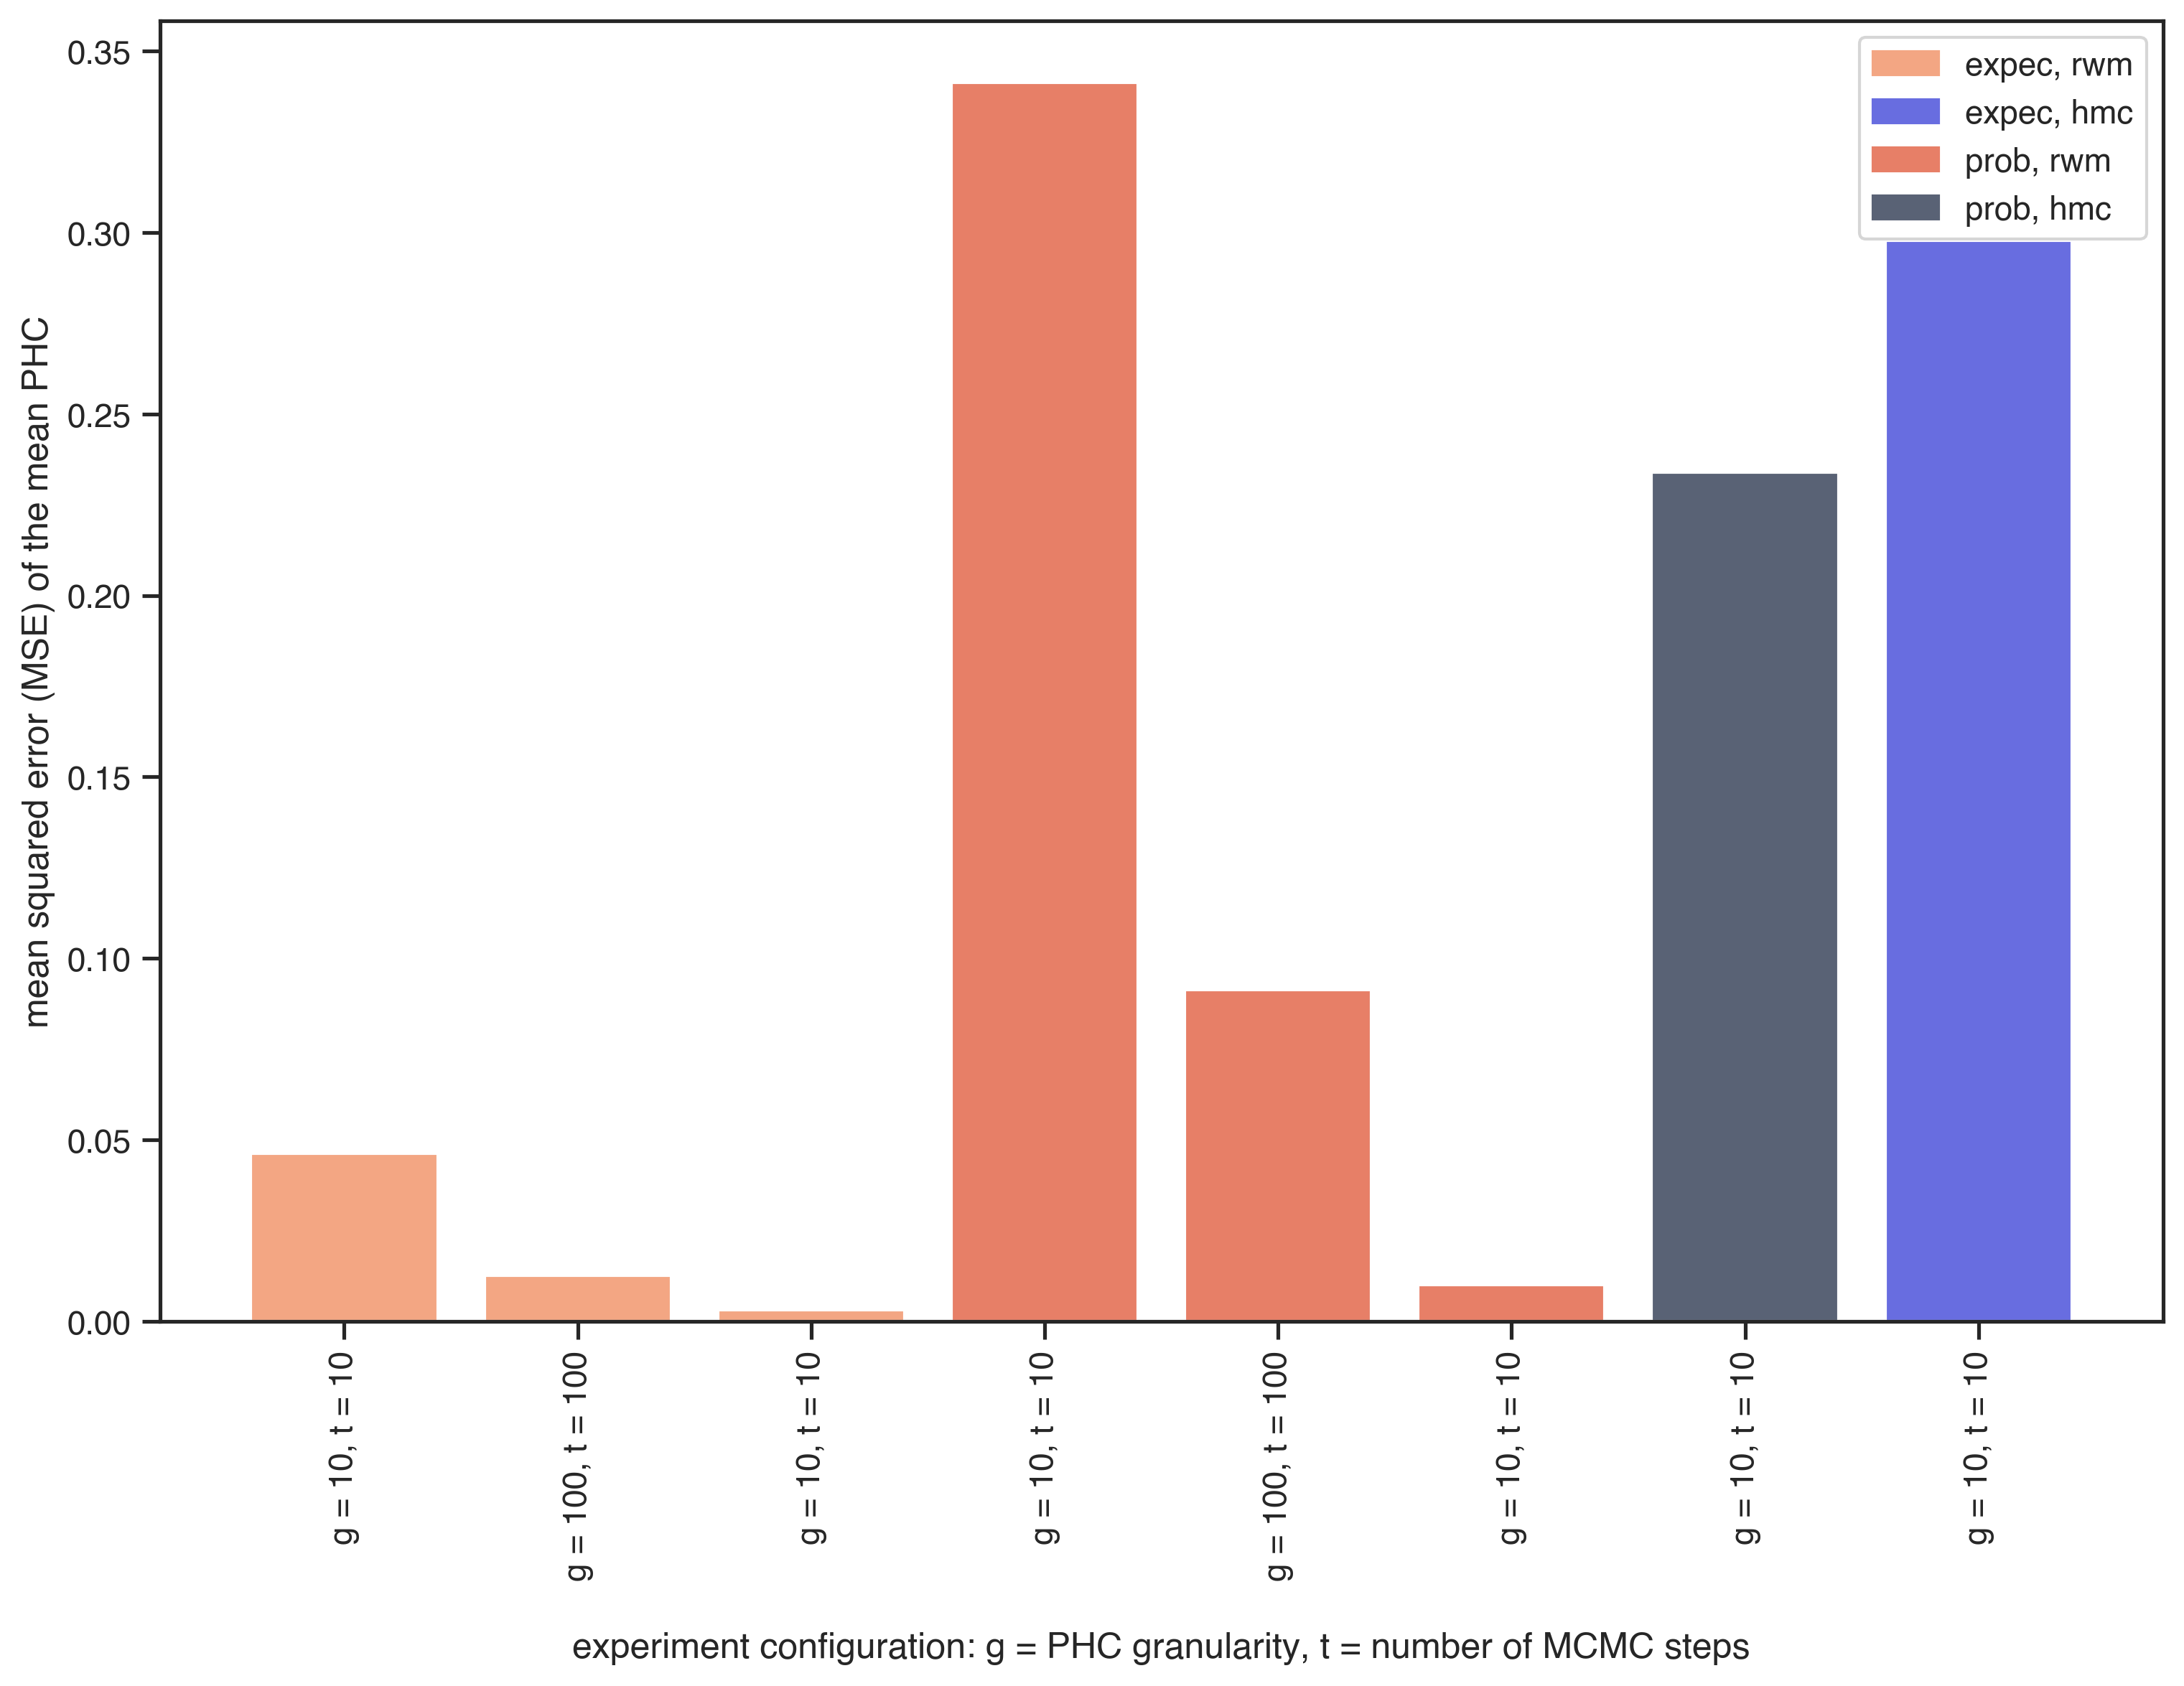 mean squared error (MSE) of the mean PHC
0.35
0.30
0.25
0.20
0.15
0.10
0.05
0.00
expec, rwm
expec, hmc
prob, rwm
prob, hmc
g = 10, t = 10
g = 100, t = 100
g = 10, t = 10
g = 10, t = 10
g = 100, t = 100
g = 10, t = 10
g = 10, t = 10
g = 10, t = 10
experiment configuration: g = PHC granularity, t = number of MCMC steps